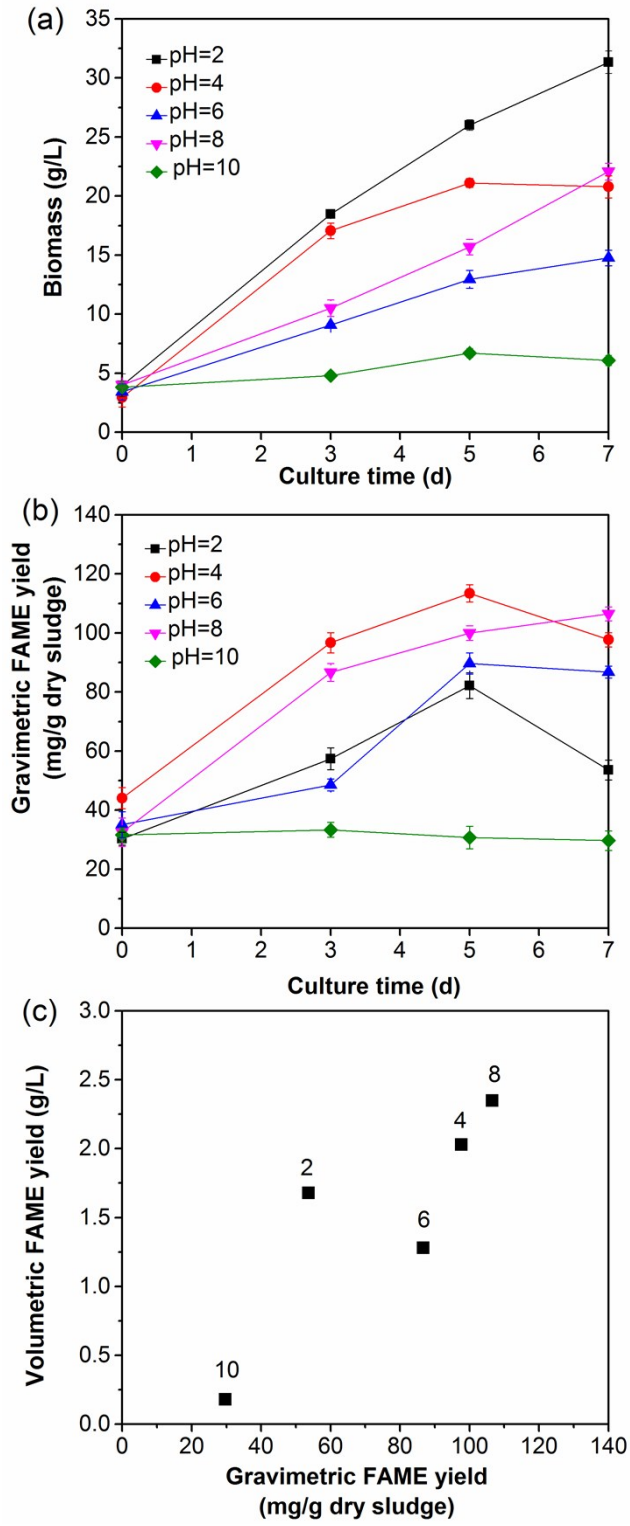 (a)
35
30
25
20
15
10
5
0
Biomass (g/L)
pH=2
pH=4
pH=6
pH=8
pH=10
0 1 2 3 4 5 6 7
Culture time (d)
(b)
140
120
100
80
60
40
20
0
Gravimetric FAME yield
(mg/g dry sludge)
pH=2
pH=4
pH=6
pH=8
pH=10
0 1 2 3 4 5 6 7
Culture time (d)
(c)
3.0
2.5
2.0
1.5
1.0
0.5
0.0
Volumetric FAME yield (g/L)
8
4
2
6
10
0 20 40 60 80 100 120 140
Gravimetric FAME yield
(mg/g dry sludge)